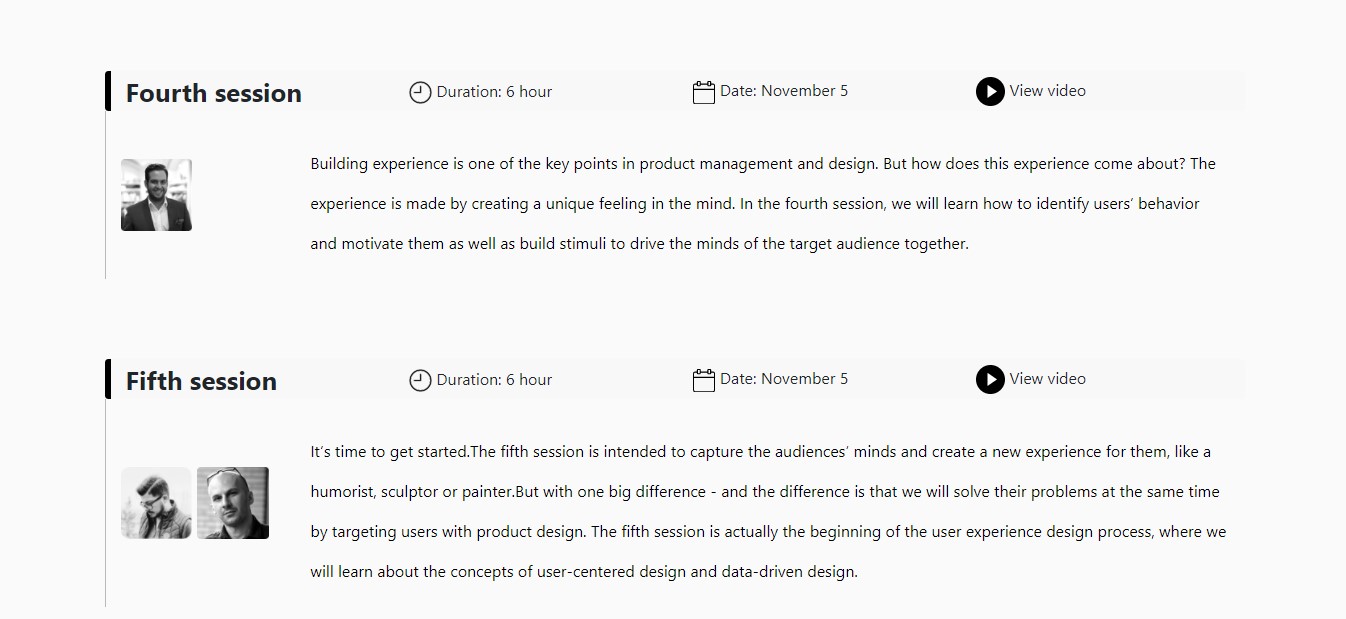 Fourth session
Duration: 6 hour
Date: November 5
View video
Building experience is one of the key points in product management and design. But how does this experience come about? The
experience is made by creating a unique feeling in the mind. In the fourth session, we will learn how to identify users’ behavior
and motivate them as well as build stimuli to drive the minds of the target audience together.
Fifth session
Duration: 6 hour
Date: November 5
View video
It’s time to get started.The fifth session is intended to capture the audiences’ minds and create a new experience for them, like a
humorist, sculptor or painter.But with one big difference - and the difference is that we will solve their problems at the same time
by targeting users with product design. The fifth session is actually the beginning of the user experience design process, where we
will learn about the concepts of user-centered design and data-driven design.